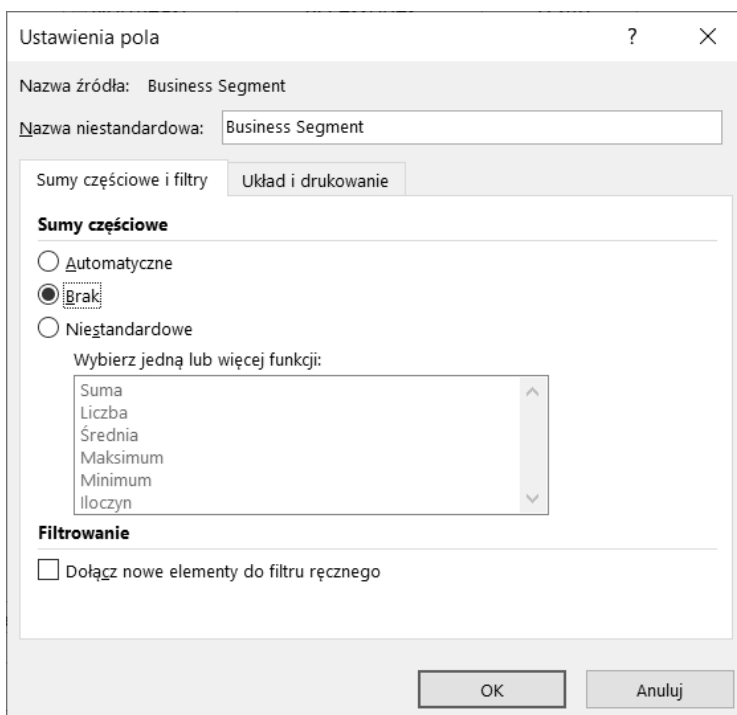 Ustawienia pola ?
Nazwa źródła: Business Segment
Nazwa niestandardowa: Business Segment
Sumy częściowe i filtry Układ i drukowanie
Sumy częściowe
Automatyczne
Brak
Niestandardowe
Wybierz jedną lub więcej funkcji:
Suma
Liczba
Średnia
Maksimum
Minimum
Iloczyn
Filtrowanie
Dołącz nowe elementy do filtru ręcznego
OK Anuluj